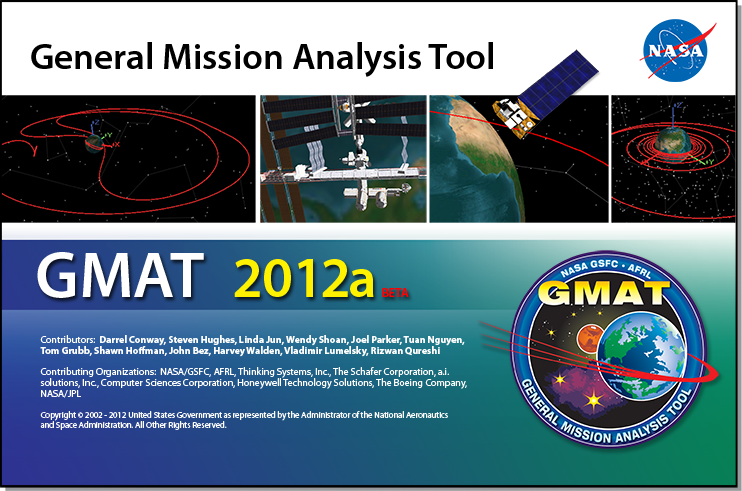 General Mission Analysis Tool
NASA
GMAT 2012a BETA
Contributors: Darrel Conway, Steven Hughes, Linda Jun, Wendy Shoan, Joel Parker, Tuan Nguyen,
Tom Grubb, Shawn Hoffman, John Bez, Harvey Walden, Vladimir Lumelsky, Rizwan Qureshi
Contributing Organizations: NASA/GSFC, AFRL, Thinking Systems, Inc., The Schafer Corporation, a.i.
solutions, Inc., Computer Sciences Corporation, Honeywell Technology Solutions, The Boeing Company,
NASA/JPL
Copyright © 2002 - 2012 United States Government as represented by the Administrator of the National Aeronautics
and Space Administration. All Other Rights Reserved.
NASA GSFC • AFRL
GMAT
GENERAL MISSION ANALYSIS TOOL